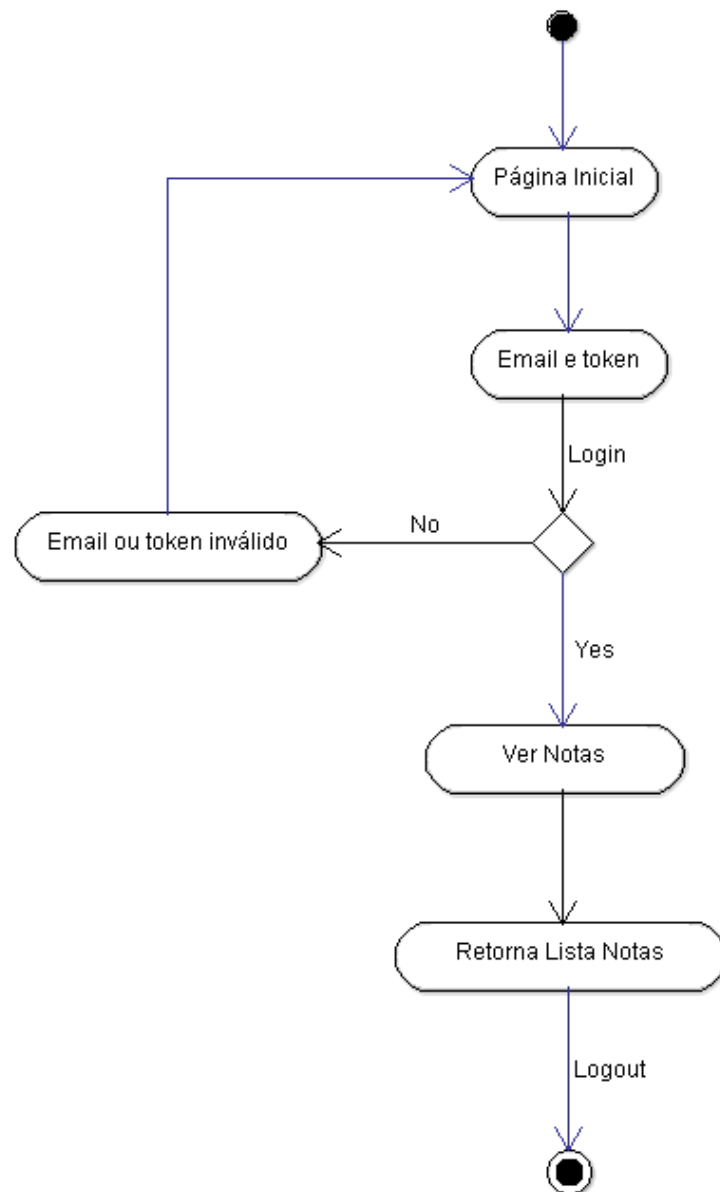 Página Inicial
Email e token
Login
No
Email ou token inválido
Yes
Ver Notas
Retorna Lista Notas
Logout